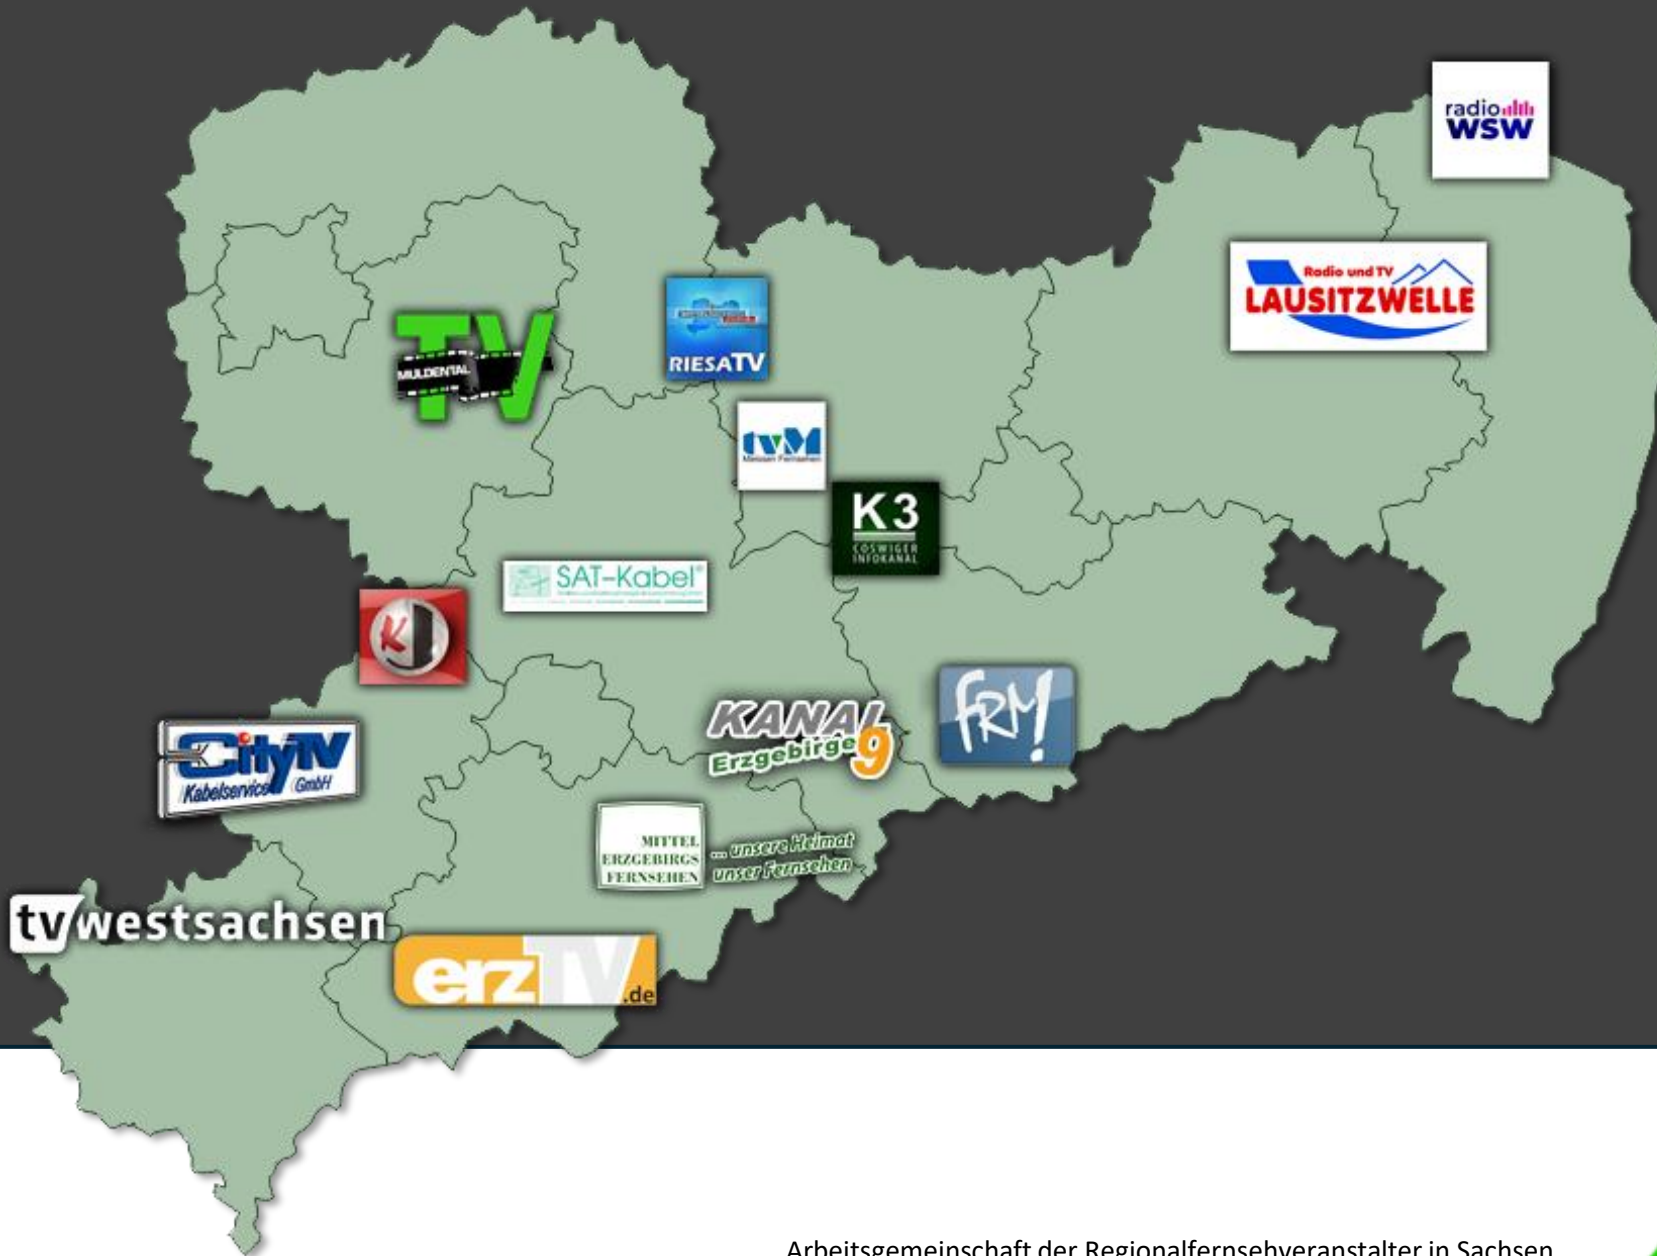 radio
WSW
Radio und TV
LAUSITZWELLE
TV
MULDENTAL
RIESA TV
tvM
Meissen Fernsehen
K3
COSWIGER
INFOKANAL
SAT-Kabel®
K
KANAL
Erzgebirge 9
FRM!
CityTV
Kabelservice GmbH
MITTEL
ERZGEBIRGS
FERNSEHEN
... unsere Heimat
unser Fernsehen
tv westsachsen
erzTV
.de
Arbeitsgemeinschaft der Regionalfernsehveranstalter in Sachsen